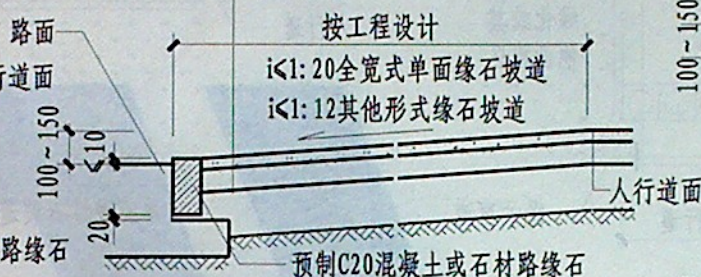 按工程设计
路面
行道面
i≤1:20全宽式单面缘石坡道
i≤1:12其他形式缘石坡道
100~150
≤10
100~150
人行道面
20
路缘石
预制C20混凝土或石材路缘石